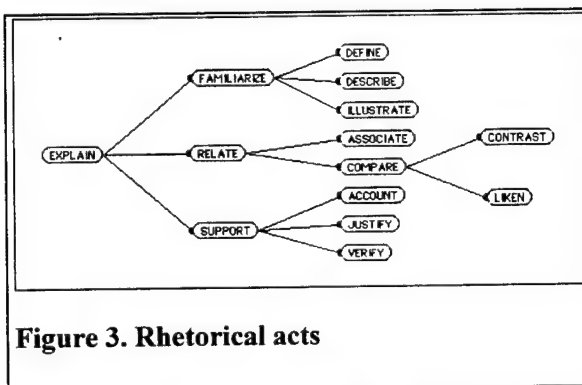 DEFINE
FAMILIARIZE
DESCRIBE
ILLUSTRATE
ASSOCIATE
CONTRAST
EXPLAIN
RELATE
COMPARE
ACCOUNT
LIKEN
SUPPORT
JUSTIFY
VERIFY
Figure 3. Rhetorical acts